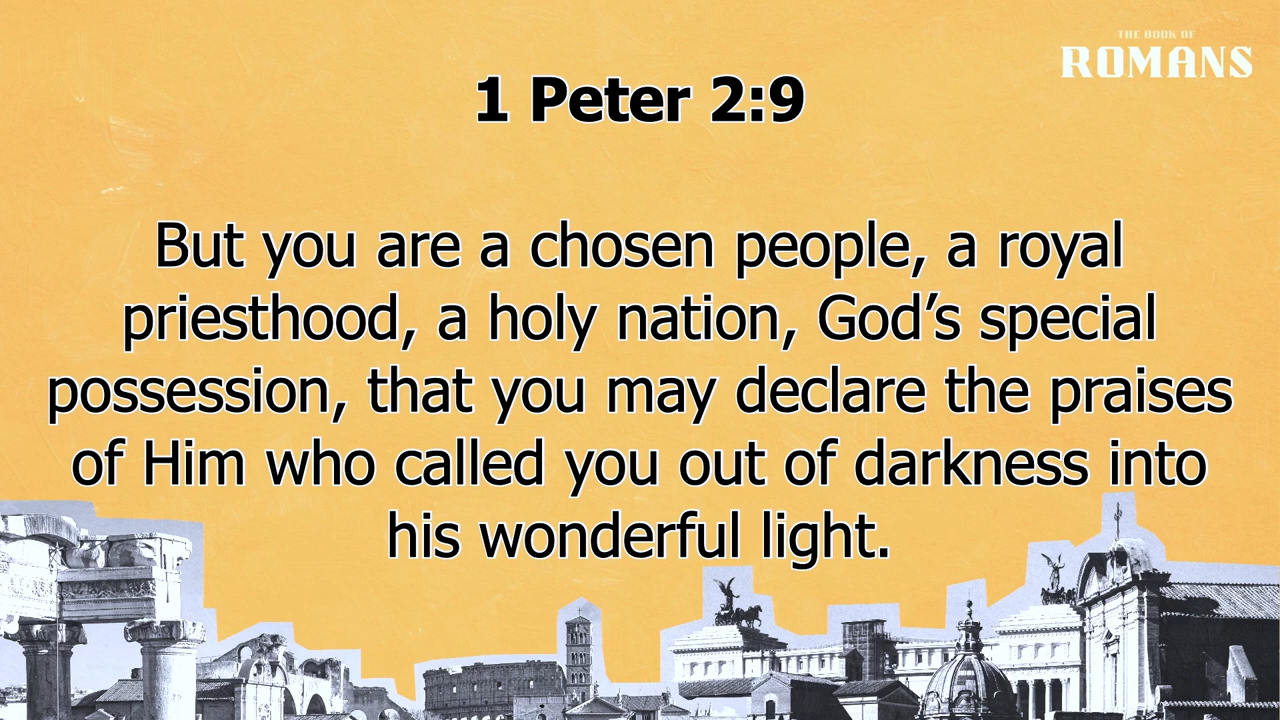 THE BOOK OF
ROMANS
1 Peter 2:9
But you are a chosen people, a royal
priesthood, a holy nation, God’s special
possession, that you may declare the praises
of Him who called you out of darkness into
his wonderful light.